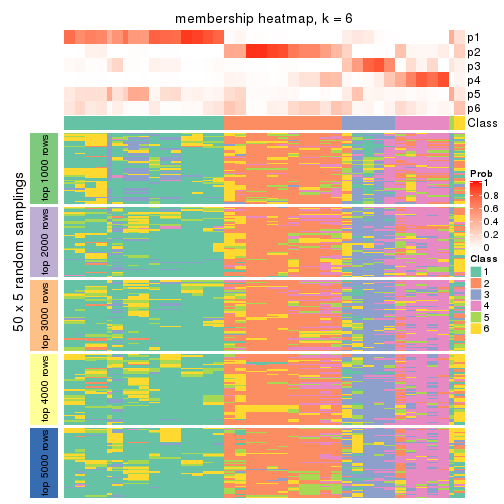 membership heatmap, k = 6
p1
p2
p3
p4
p5
p6
Class
50 x 5 random samplings
top 1000 rows
top 2000 rows
top 3000 rows
top 4000 rows
top 5000 rows
Prob
1
0.8
0.6
0.4
0.2
0
Class
1
2
3
4
5
6